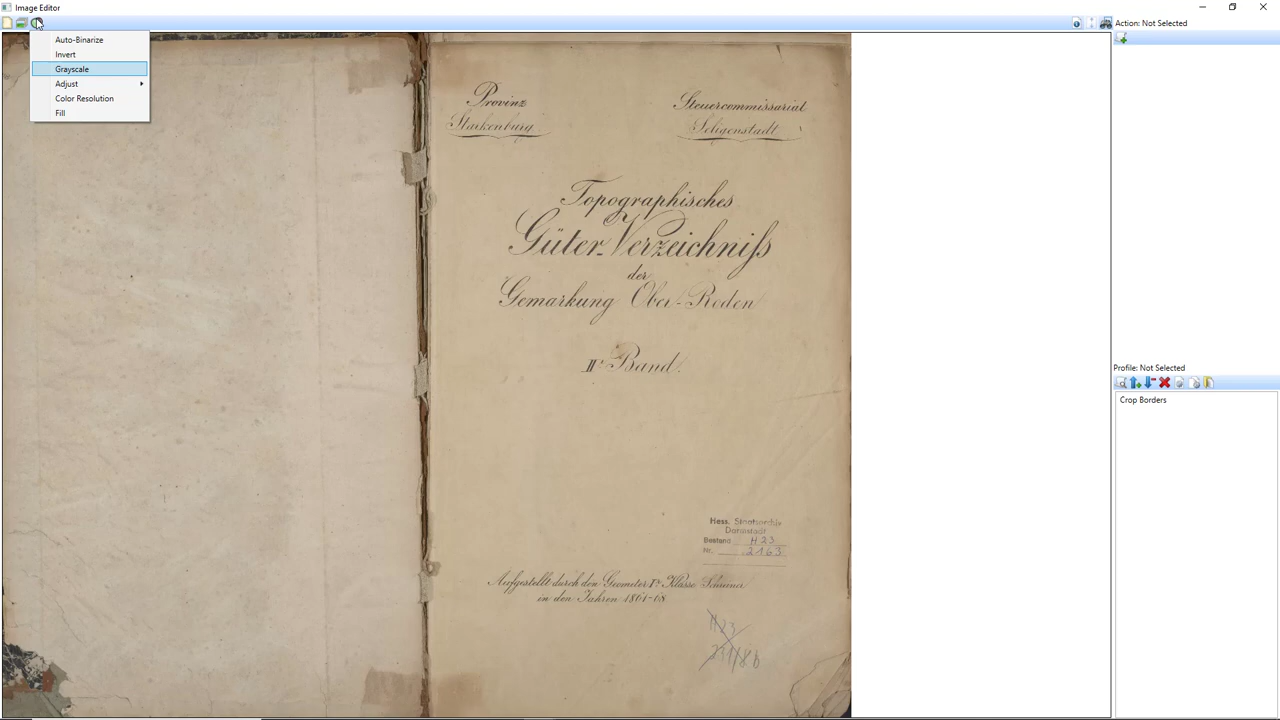 Image Editor
Action: Not Selected
Auto-Binarize
Invert
Grayscale
Adjust
Color Resolution
Fill
Provinz
Starkenburg.
Steuercommissariat
Seligenstadt
Topographisches
Güter-Verzeichniß
der
Gemarkung Ober-Roden
IIr Band.
Hess. Staatsarchiv
Darmstadt
Bestand H 23
Nr. 2163
Aufgestellt durch den Geometer Ir Klasse
in den Jahren 1861-68
H23
Profile: Not Selected
Crop Borders